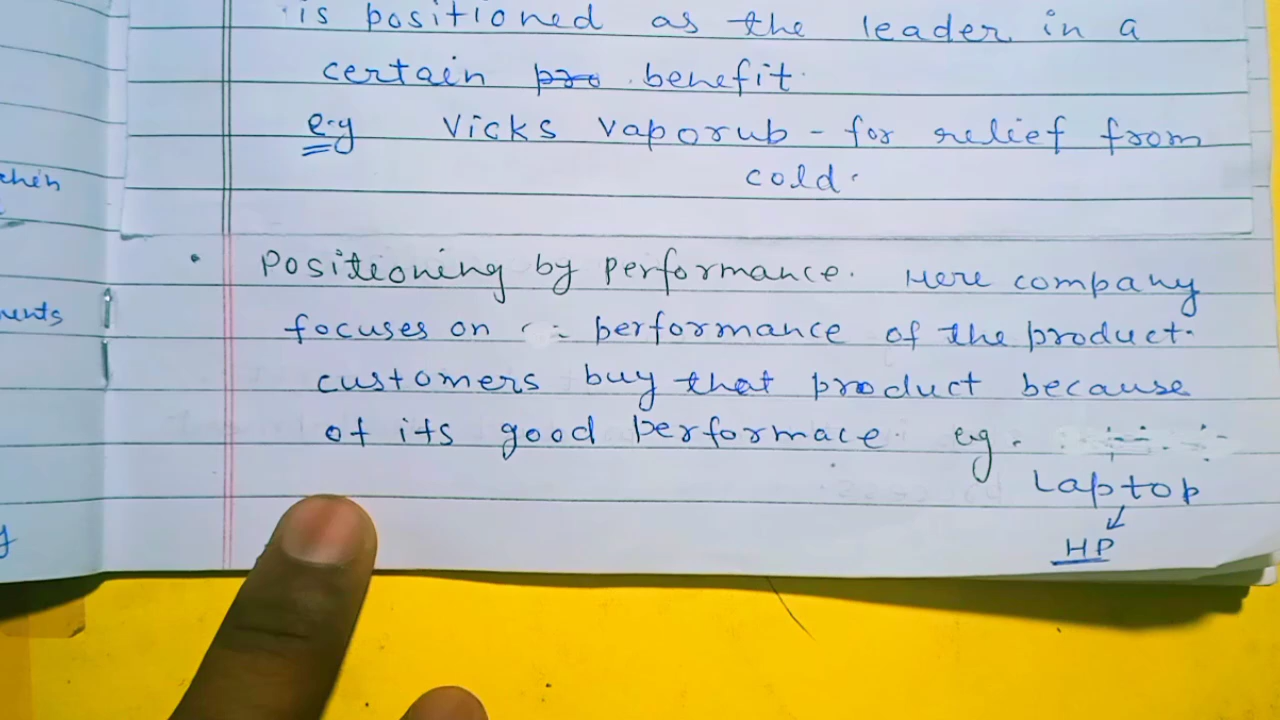 is positioned as the leader in a
certain pro benefit.
e.g Vicks Vaporub - for relief from
cold.
• Positioning by performance. Here company
focuses on performance of the product.
customers buy that product because
of its good performace. eg.
Laptop
HP